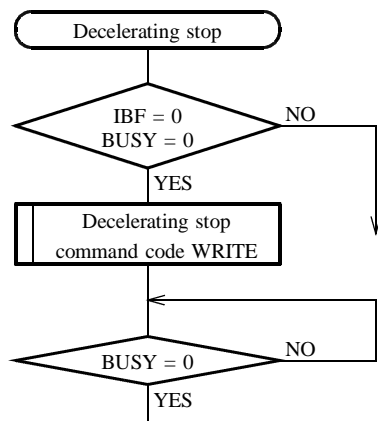 Decelerating stop
IBF = 0
BUSY = 0
NO
YES
Decelerating stop
command code WRITE
BUSY = 0
NO
YES